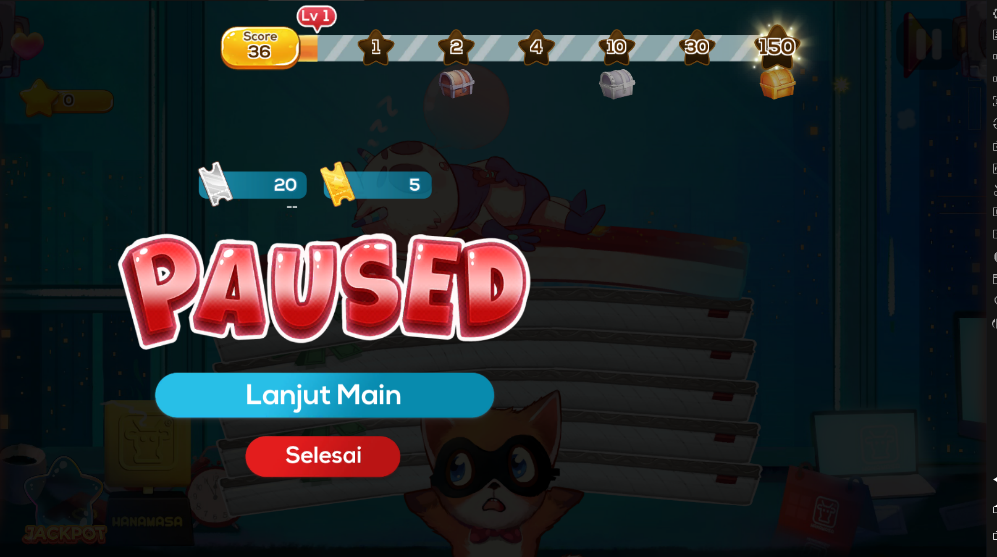 Lv 1
Score
36
1
2
4
10
30
150
0
20
5
--
PAUSED
Lanjut Main
Selesai
HANAMASA
JACKPOT